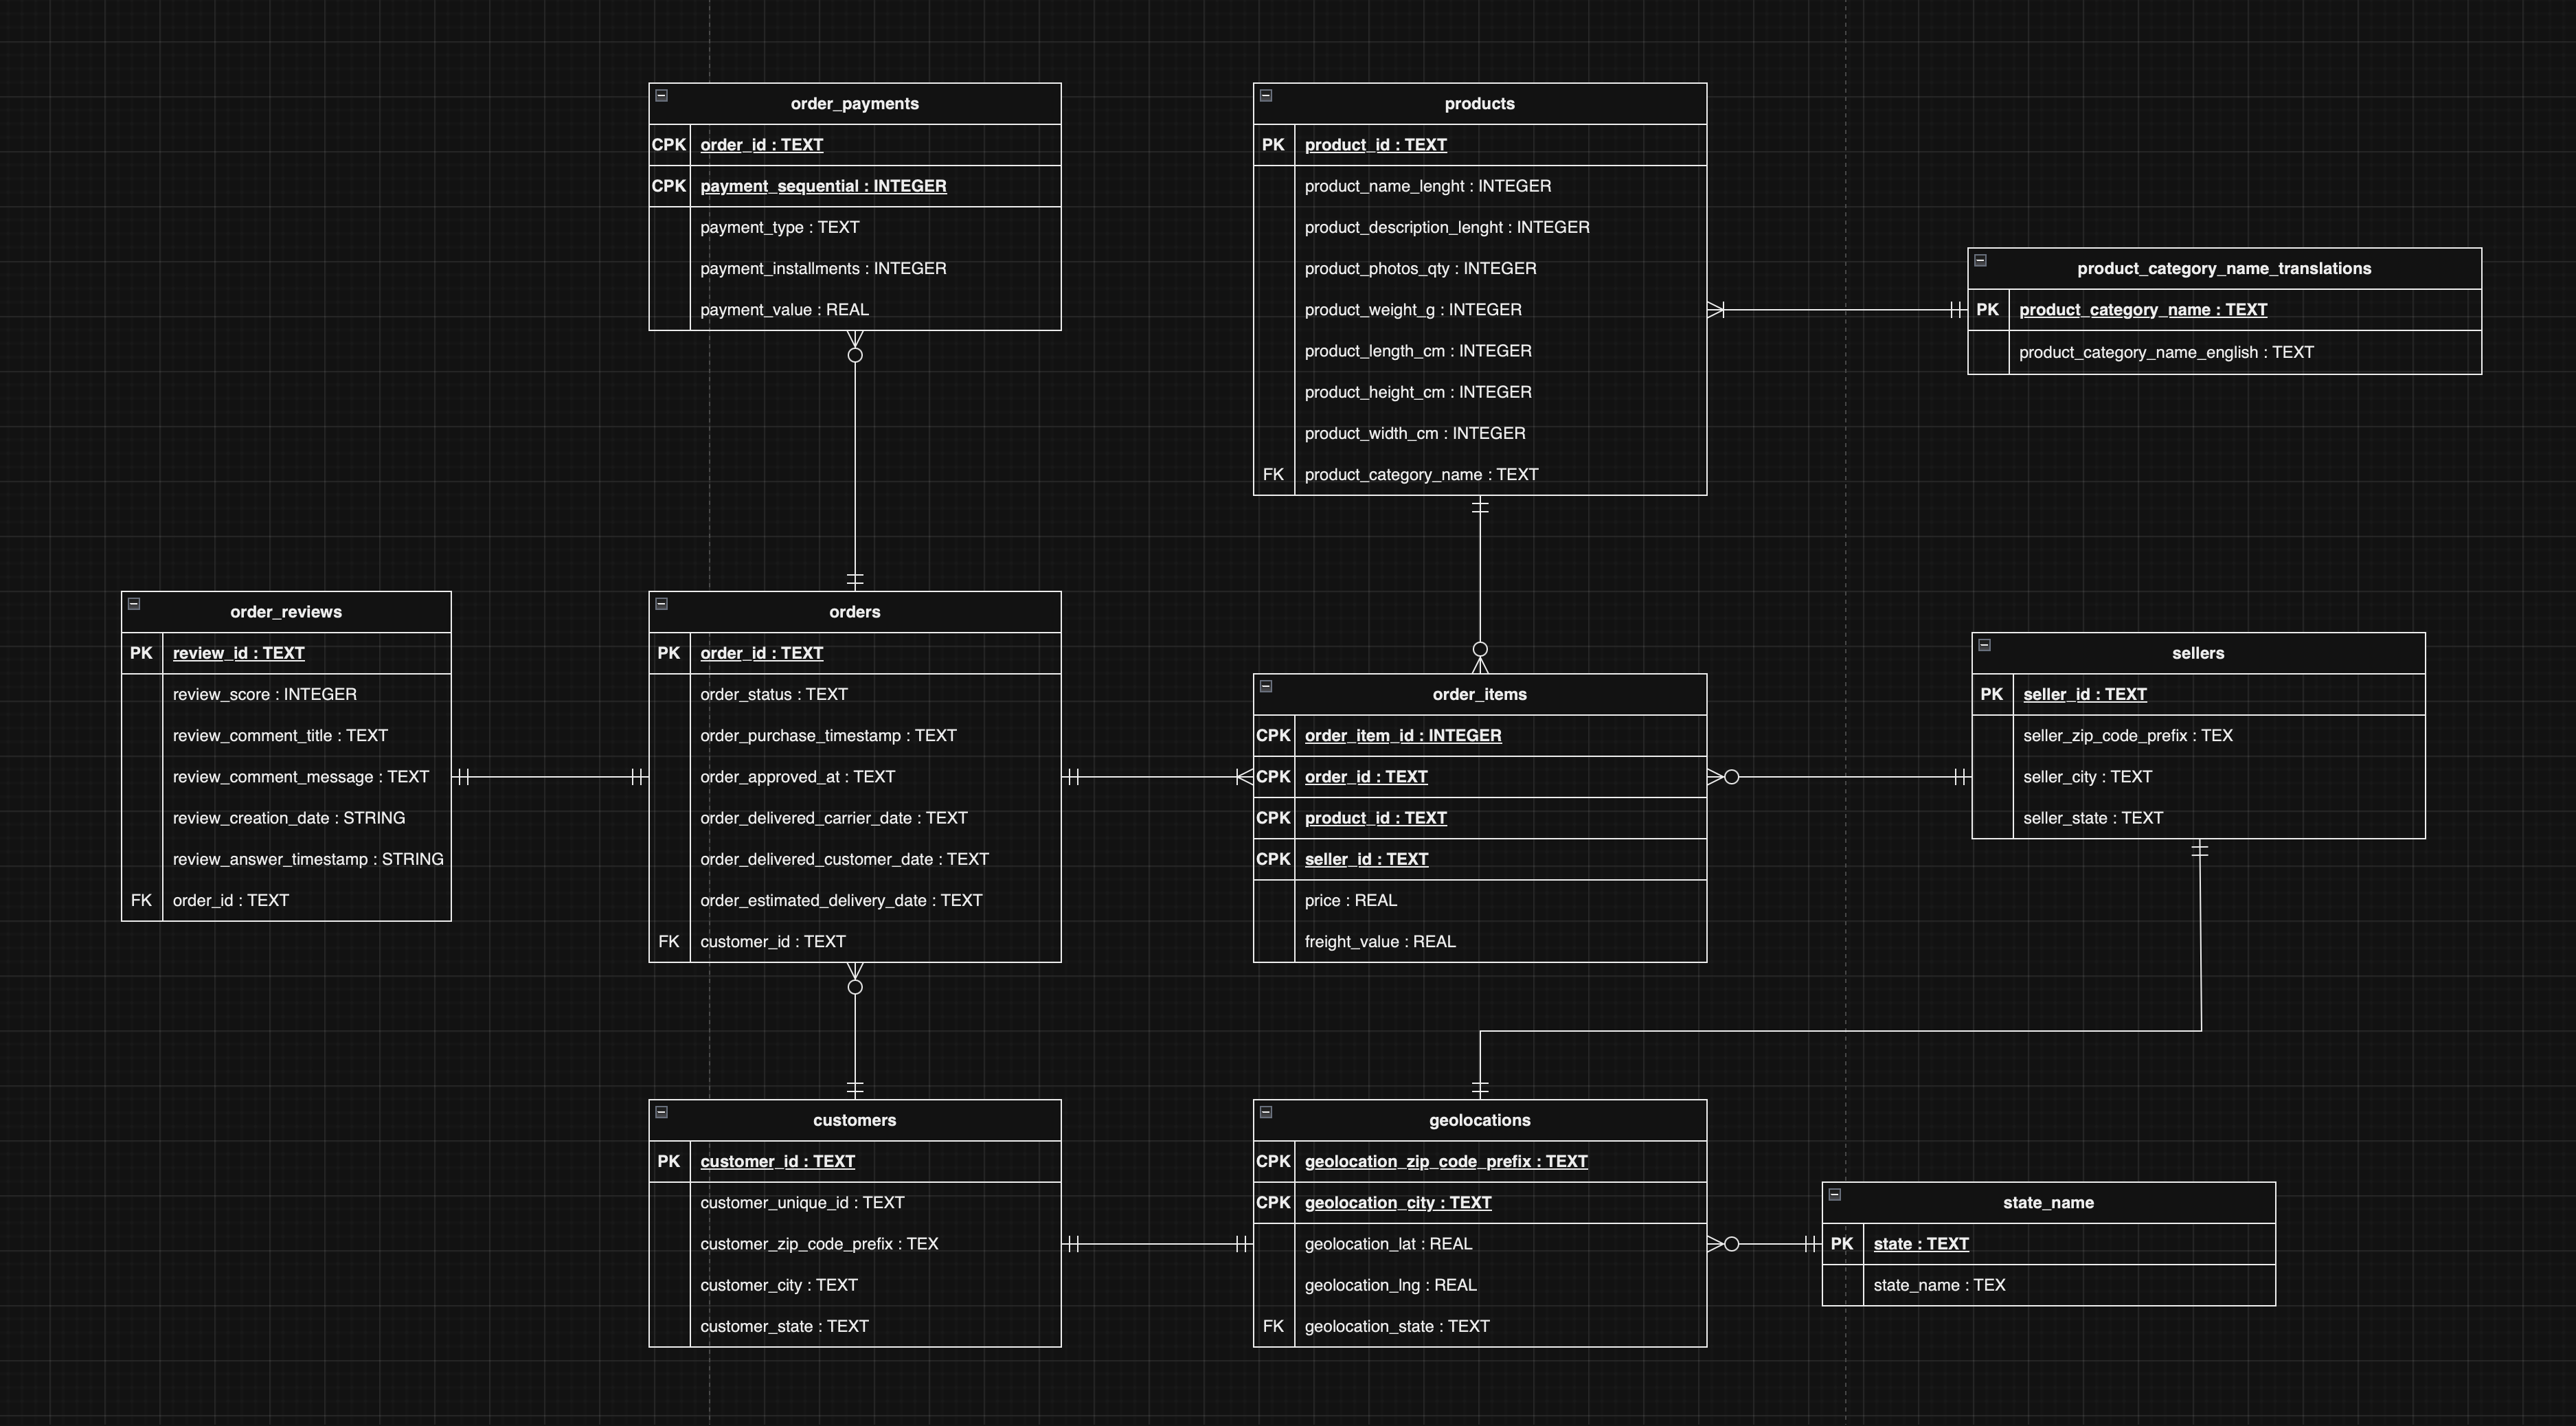 order_payments
CPK order_id : TEXT
CPK payment_sequential : INTEGER
payment_type : TEXT
payment_installments : INTEGER
payment_value : REAL
products
PK product_id : TEXT
product_name_lenght : INTEGER
product_description_lenght : INTEGER
product_photos_qty : INTEGER
product_weight_g : INTEGER
product_length_cm : INTEGER
product_height_cm : INTEGER
product_width_cm : INTEGER
FK product_category_name : TEXT
product_category_name_translations
PK product_category_name : TEXT
product_category_name_english : TEXT
order_reviews
PK review_id : TEXT
review_score : INTEGER
review_comment_title : TEXT
review_comment_message : TEXT
review_creation_date : STRING
review_answer_timestamp : STRING
FK order_id : TEXT
orders
PK order_id : TEXT
order_status : TEXT
order_purchase_timestamp : TEXT
order_approved_at : TEXT
order_delivered_carrier_date : TEXT
order_delivered_customer_date : TEXT
order_estimated_delivery_date : TEXT
FK customer_id : TEXT
order_items
CPK order_item_id : INTEGER
CPK order_id : TEXT
CPK product_id : TEXT
CPK seller_id : TEXT
price : REAL
freight_value : REAL
sellers
PK seller_id : TEXT
seller_zip_code_prefix : TEX
seller_city : TEXT
seller_state : TEXT
customers
PK customer_id : TEXT
customer_unique_id : TEXT
customer_zip_code_prefix : TEX
customer_city : TEXT
customer_state : TEXT
geolocations
CPK geolocation_zip_code_prefix : TEXT
CPK geolocation_city : TEXT
geolocation_lat : REAL
geolocation_lng : REAL
FK geolocation_state : TEXT
state_name
PK state : TEXT
state_name : TEX